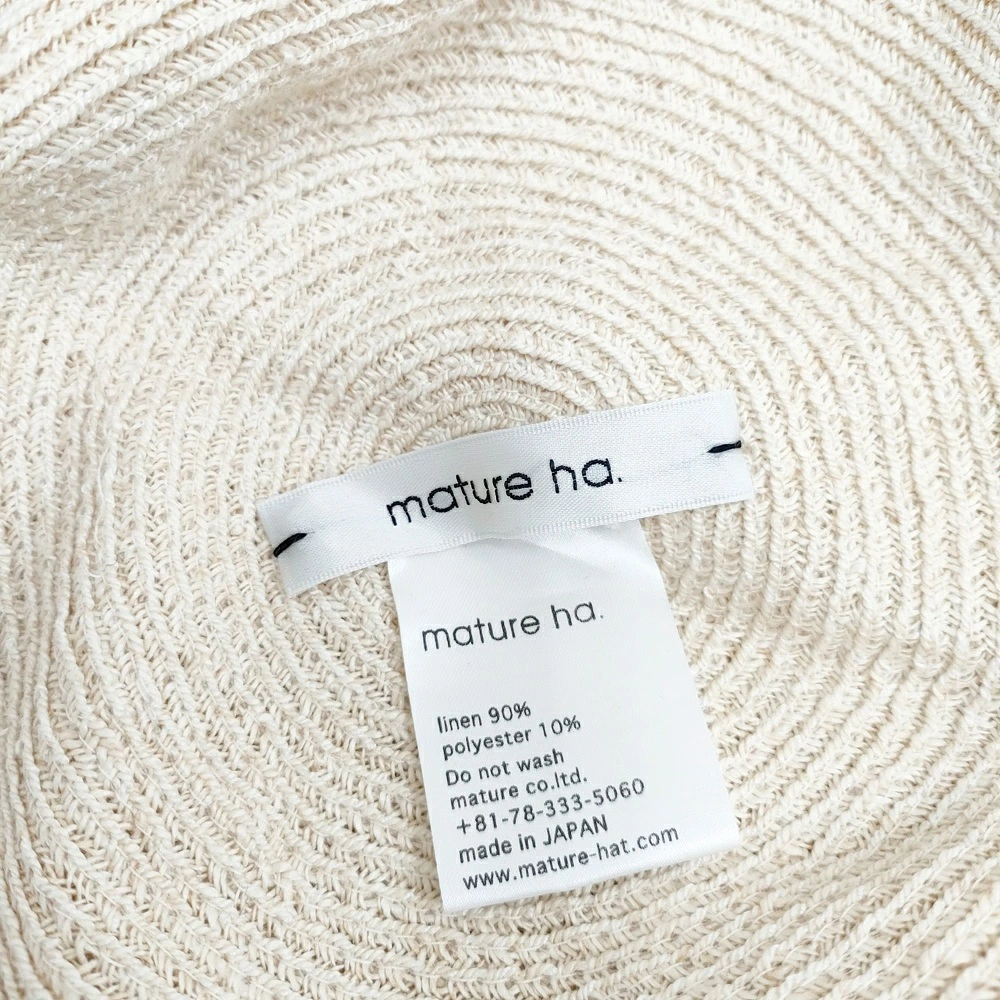 mature ha.
mature ha.
linen 90%
polyester 10%
Do not wash
mature co.ltd.
+81-78-333-5060
made in JAPAN
www.mature-hat.com